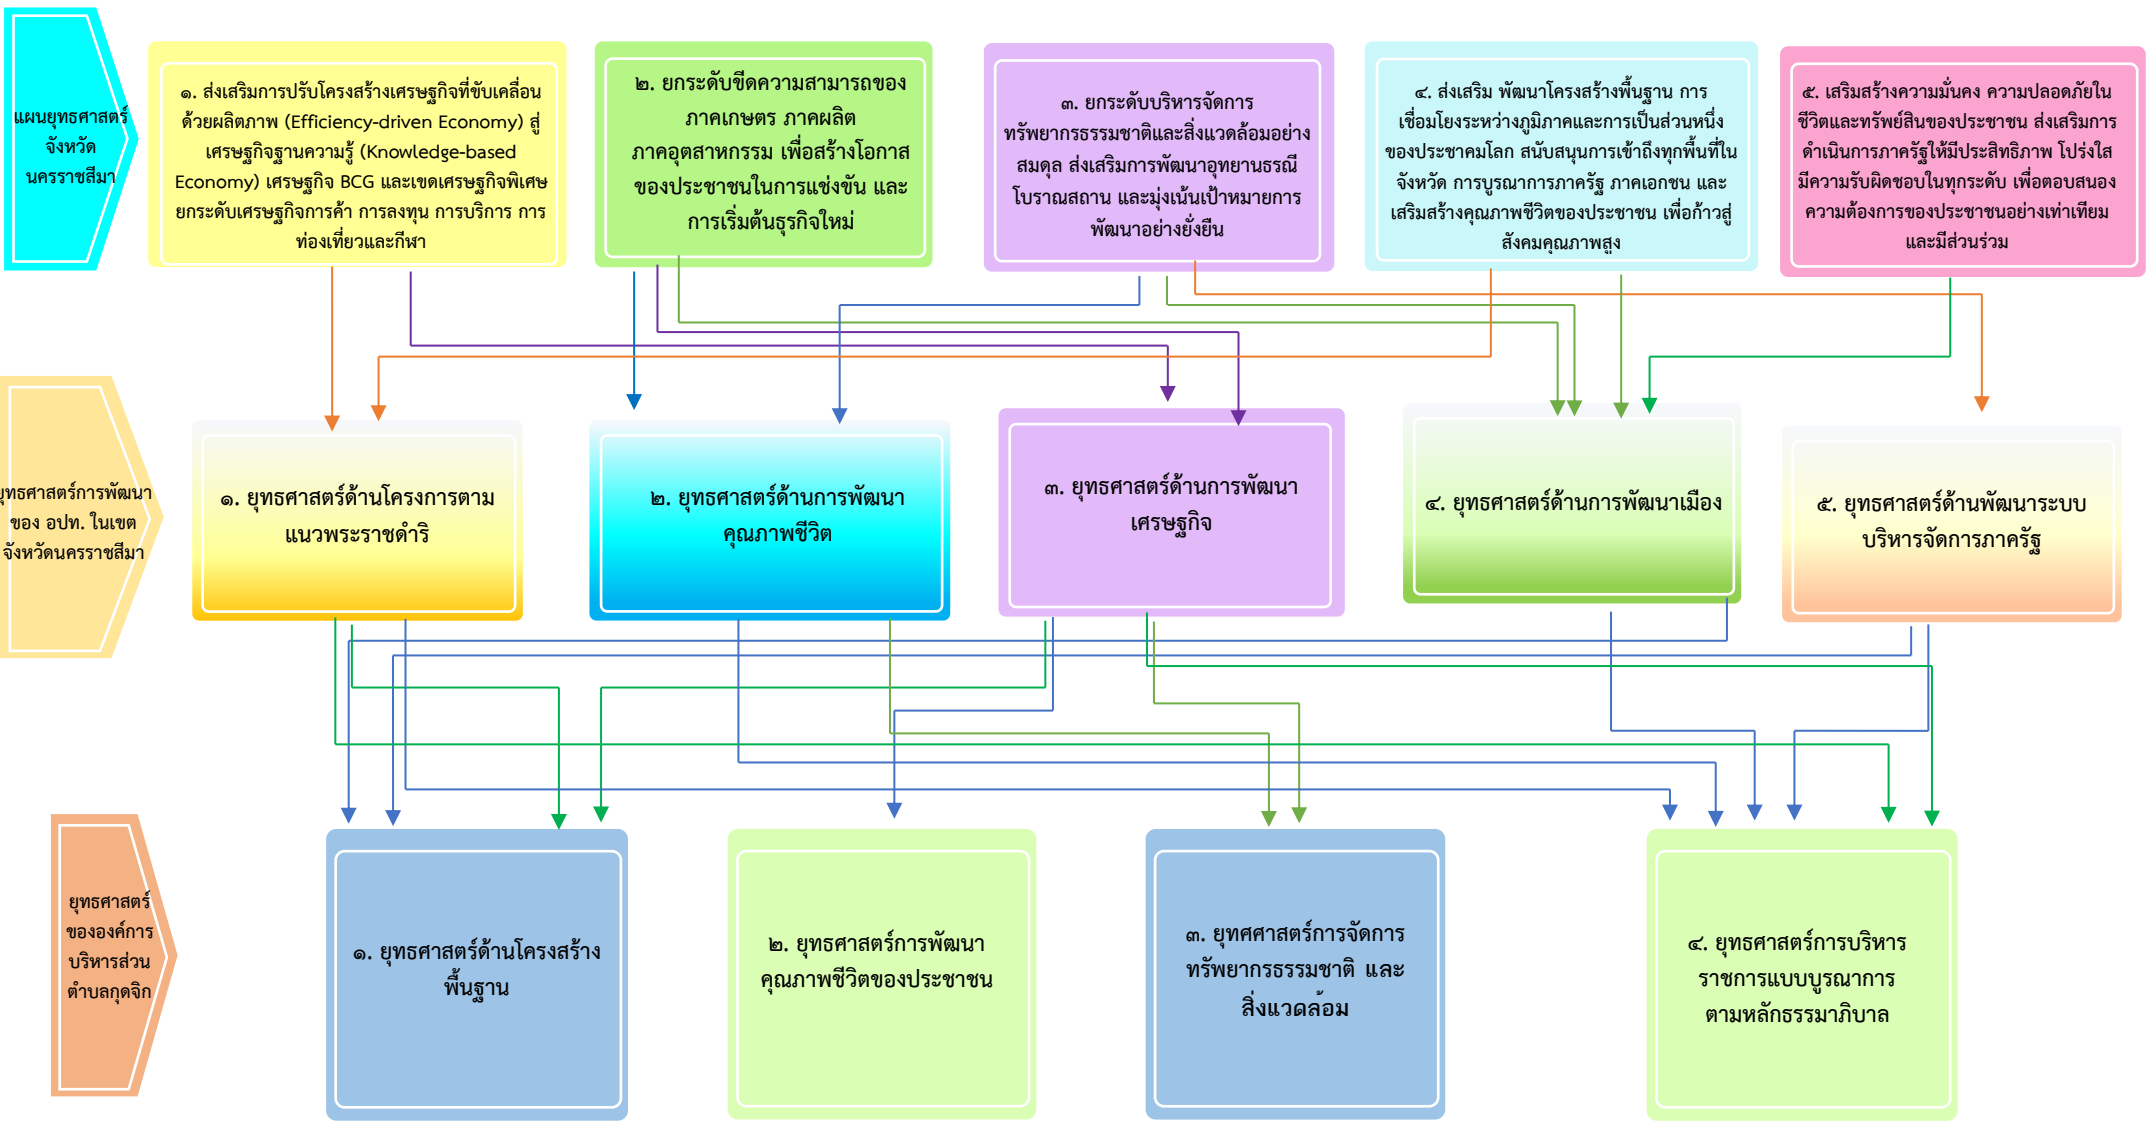 แผนยุทธศาสตร์
จังหวัด
นครราชสีมา
๑. ส่งเสริมการปรับโครงสร้างเศรษฐกิจที่ขับเคลื่อน
ด้วยผลิตภาพ (Efficiency-driven Economy) สู่
เศรษฐกิจฐานความรู้ (Knowledge-based
Economy) เศรษฐกิจ BCG และเขตเศรษฐกิจพิเศษ
ยกระดับเศรษฐกิจการค้า การลงทุน การบริการ การ
ท่องเที่ยวและกีฬา
๒. ยกระดับขีดความสามารถของ
ภาคเกษตร ภาคผลิต
ภาคอุตสาหกรรม เพื่อสร้างโอกาส
ของประชาชนในการแข่งขัน และ
การเริ่มต้นธุรกิจใหม่
๓. ยกระดับบริหารจัดการ
ทรัพยากรธรรมชาติและสิ่งแวดล้อมอย่าง
สมดุล ส่งเสริมการพัฒนาอุทยานธรณี
โบราณสถาน และมุ่งเน้นเป้าหมายการ
พัฒนาอย่างยั่งยืน
๔. ส่งเสริม พัฒนาโครงสร้างพื้นฐาน การ
เชื่อมโยงระหว่างภูมิภาคและการเป็นส่วนหนึ่ง
ของประชาคมโลก สนับสนุนการเข้าถึงทุกพื้นที่ใน
จังหวัด การบูรณาการภาครัฐ ภาคเอกชน และ
เสริมสร้างคุณภาพชีวิตของประชาชน เพื่อก้าวสู่
สังคมคุณภาพสูง
๕. เสริมสร้างความมั่นคง ความปลอดภัยใน
ชีวิตและทรัพย์สินของประชาชน ส่งเสริมการ
ดำเนินการภาครัฐให้มีประสิทธิภาพ โปร่งใส
มีความรับผิดชอบในทุกระดับ เพื่อตอบสนอง
ความต้องการของประชาชนอย่างเท่าเทียม
และมีส่วนร่วม
ยุทธศาสตร์การพัฒนา
ของ อปท. ในเขต
จังหวัดนครราชสีมา
๑. ยุทธศาสตร์ด้านโครงการตาม
แนวพระราชดำริ
๒. ยุทธศาสตร์ด้านการพัฒนา
คุณภาพชีวิต
๓. ยุทธศาสตร์ด้านการพัฒนา
เศรษฐกิจ
๔. ยุทธศาสตร์ด้านการพัฒนาเมือง
๕. ยุทธศาสตร์ด้านพัฒนาระบบ
บริหารจัดการภาครัฐ
ยุทธศาสตร์
ขององค์การ
บริหารส่วน
ตำบลกุดจิก
๑. ยุทธศาสตร์ด้านโครงสร้าง
พื้นฐาน
๒. ยุทธศาสตร์การพัฒนา
คุณภาพชีวิตของประชาชน
๓. ยุทศศาสตร์การจัดการ
ทรัพยากรธรรมชาติ และ
สิ่งแวดล้อม
๔. ยุทธศาสตร์การบริหาร
ราชการแบบบูรณาการ
ตามหลักธรรมาภิบาล